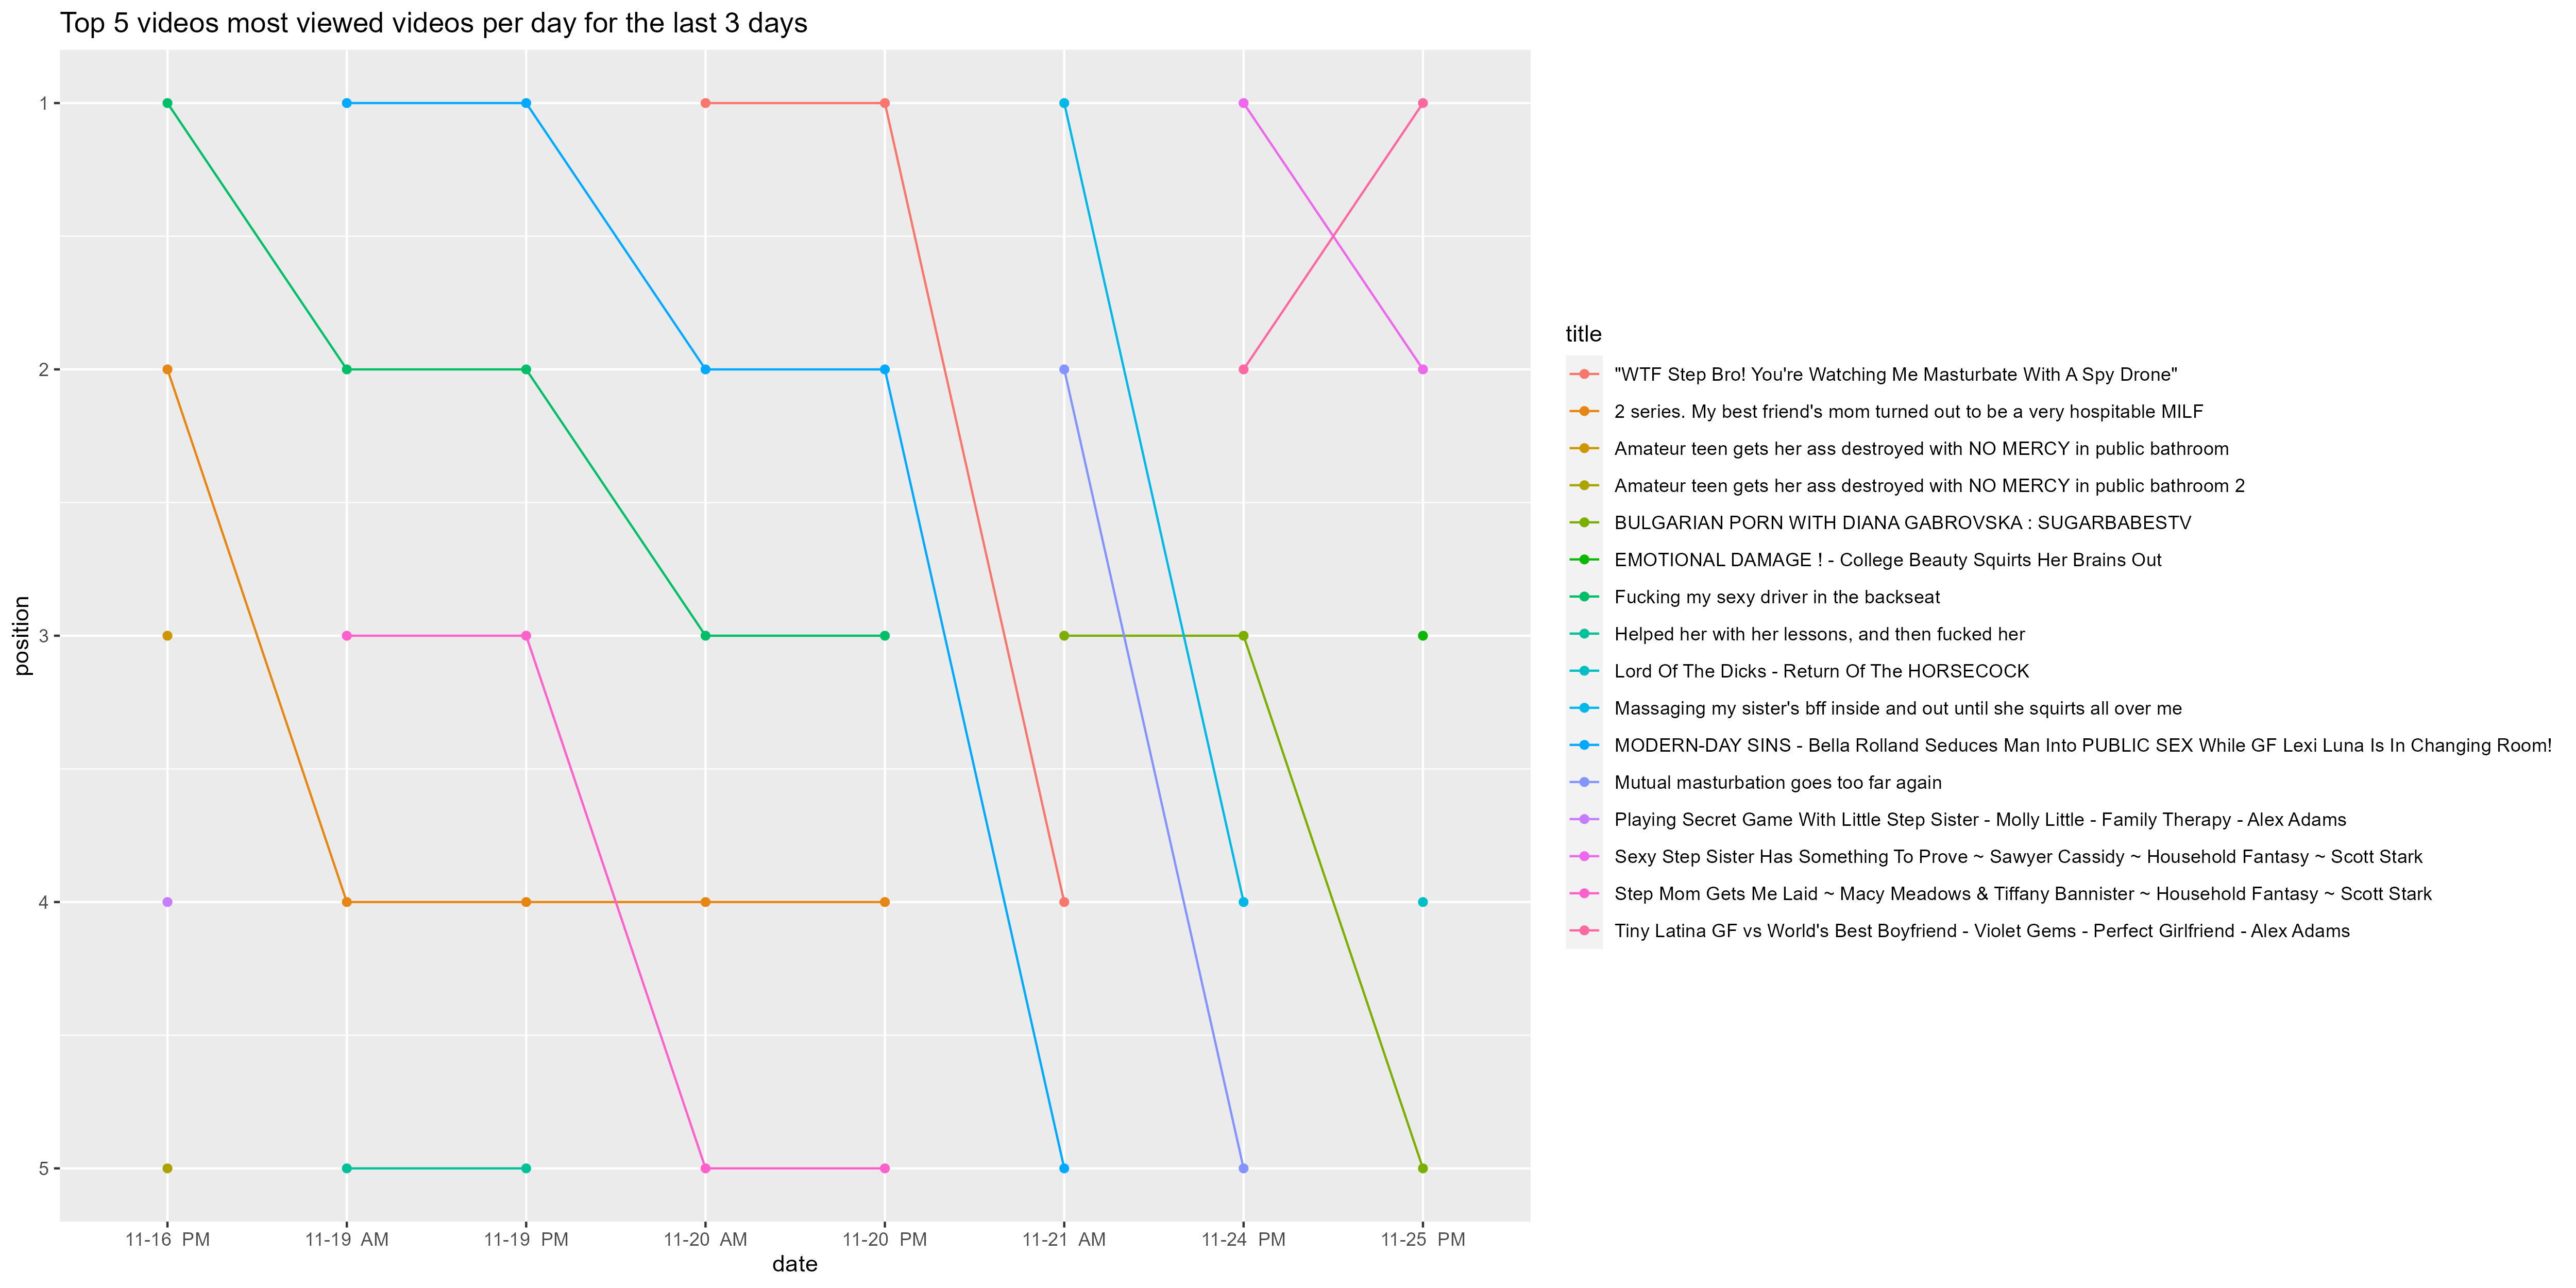 Top 5 videos most viewed videos per day for the last 3 days
position
1
2
3
4
5
11-16 PM
11-19 AM
11-19 PM
11-20 AM
11-20 PM
11-21 AM
11-24 PM
11-25 PM
date
title
"WTF Step Bro! You're Watching Me Masturbate With A Spy Drone"
2 series. My best friend's mom turned out to be a very hospitable MILF
Amateur teen gets her ass destroyed with NO MERCY in public bathroom
Amateur teen gets her ass destroyed with NO MERCY in public bathroom 2
BULGARIAN PORN WITH DIANA GABROVSKA : SUGARBABESTV
EMOTIONAL DAMAGE ! - College Beauty Squirts Her Brains Out
Fucking my sexy driver in the backseat
Helped her with her lessons, and then fucked her
Lord Of The Dicks - Return Of The HORSECOCK
Massaging my sister's bff inside and out until she squirts all over me
MODERN-DAY SINS - Bella Rolland Seduces Man Into PUBLIC SEX While GF Lexi Luna Is In Changing Room!
Mutual masturbation goes too far again
Playing Secret Game With Little Step Sister - Molly Little - Family Therapy - Alex Adams
Sexy Step Sister Has Something To Prove ~ Sawyer Cassidy ~ Household Fantasy ~ Scott Stark
Step Mom Gets Me Laid ~ Macy Meadows & Tiffany Bannister ~ Household Fantasy ~ Scott Stark
Tiny Latina GF vs World's Best Boyfriend - Violet Gems - Perfect Girlfriend - Alex Adams